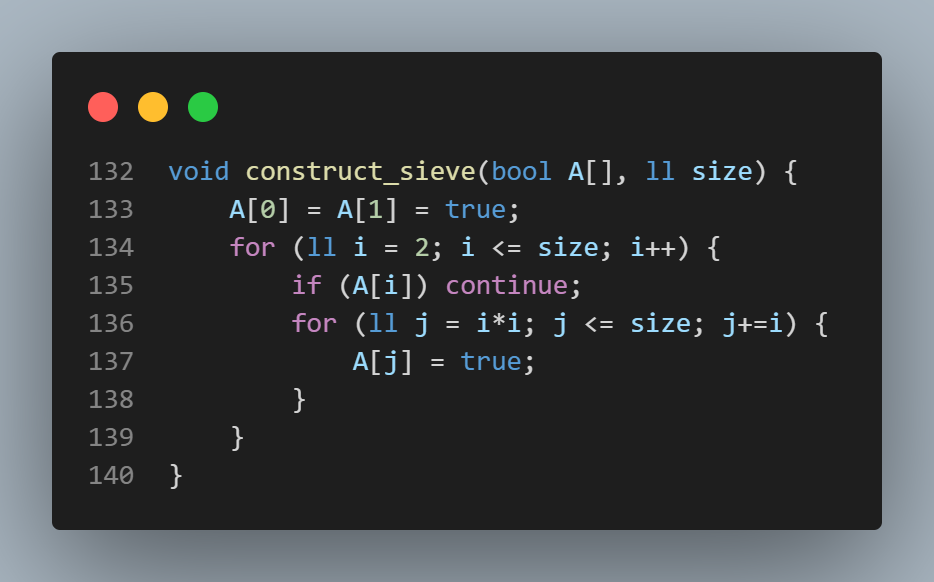 132 void construct_sieve(bool A[], ll size) {
133     A[0] = A[1] = true;
134     for (ll i = 2; i <= size; i++) {
135         if (A[i]) continue;
136         for (ll j = i*i; j <= size; j+=i) {
137             A[j] = true;
138         }
139     }
140 }